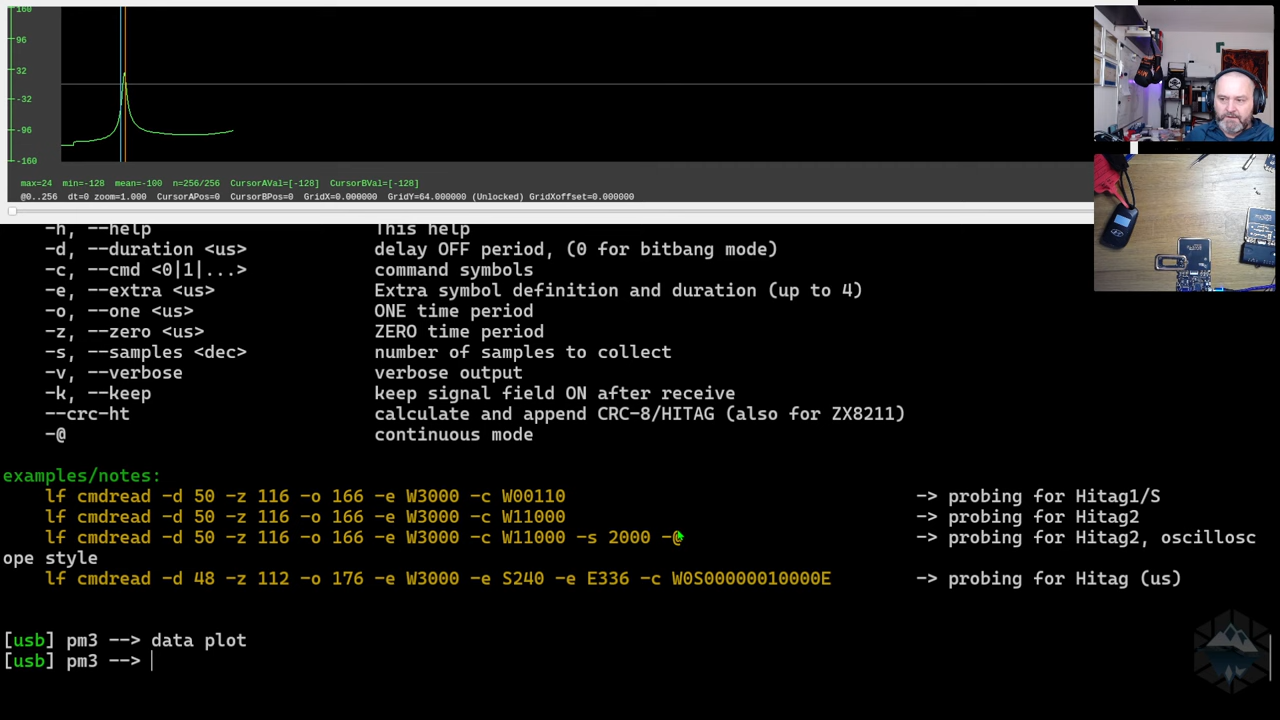 160
96
32
-32
-96
-160
max=24 min=-128 mean=-100 n=256/256 CursorAVal=[-128] CursorBVal=[-128]
@0..256 dt=0 zoom=1.000 CursorAPos=0 CursorBPos=0 GridX=0.000000 GridY=64.000000 (Unlocked) GridXoffset=0.000000
-h, --help This help
-d, --duration <us> delay OFF period, (0 for bitbang mode)
-c, --cmd <0|1|...> command symbols
-e, --extra <us> Extra symbol definition and duration (up to 4)
-o, --one <us> ONE time period
-z, --zero <us> ZERO time period
-s, --samples <dec> number of samples to collect
-v, --verbose verbose output
-k, --keep keep signal field ON after receive
--crc-ht calculate and append CRC-8/HITAG (also for ZX8211)
-@ continuous mode
examples/notes:
lf cmdread -d 50 -z 116 -o 166 -e W3000 -c W00110 -> probing for Hitag1/S
lf cmdread -d 50 -z 116 -o 166 -e W3000 -c W11000 -> probing for Hitag2
lf cmdread -d 50 -z 116 -o 166 -e W3000 -c W11000 -s 2000 -@ -> probing for Hitag2, oscillosc
ope style
lf cmdread -d 48 -z 112 -o 176 -e W3000 -e S240 -e E336 -c W0S00000010000E -> probing for Hitag (us)
[usb] pm3 --> data plot
[usb] pm3 -->